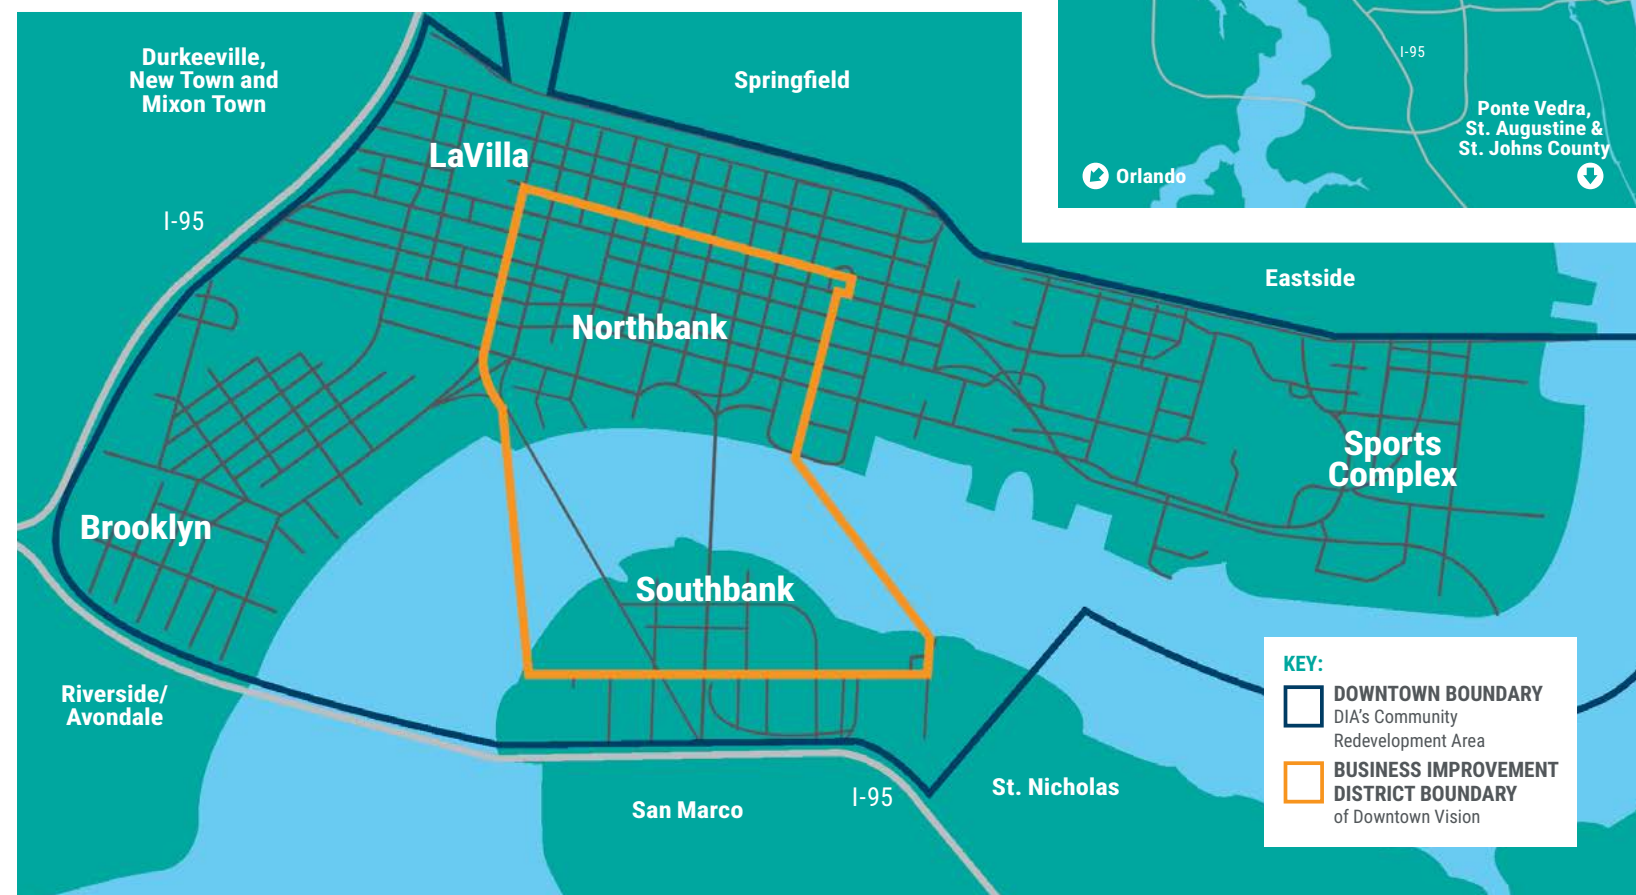 Durkeeville,
New Town and
Mixon Town
Springfield
I-95
Ponte Vedra,
St. Augustine &
St. Johns County
Orlando
LaVilla
I-95
Eastside
Northbank
Sports
Complex
Brooklyn
Southbank
Riverside/
Avondale
San Marco
I-95
St. Nicholas
KEY:
DOWNTOWN BOUNDARY
DIA's Community
Redevelopment Area
BUSINESS IMPROVEMENT
DISTRICT BOUNDARY
of Downtown Vision